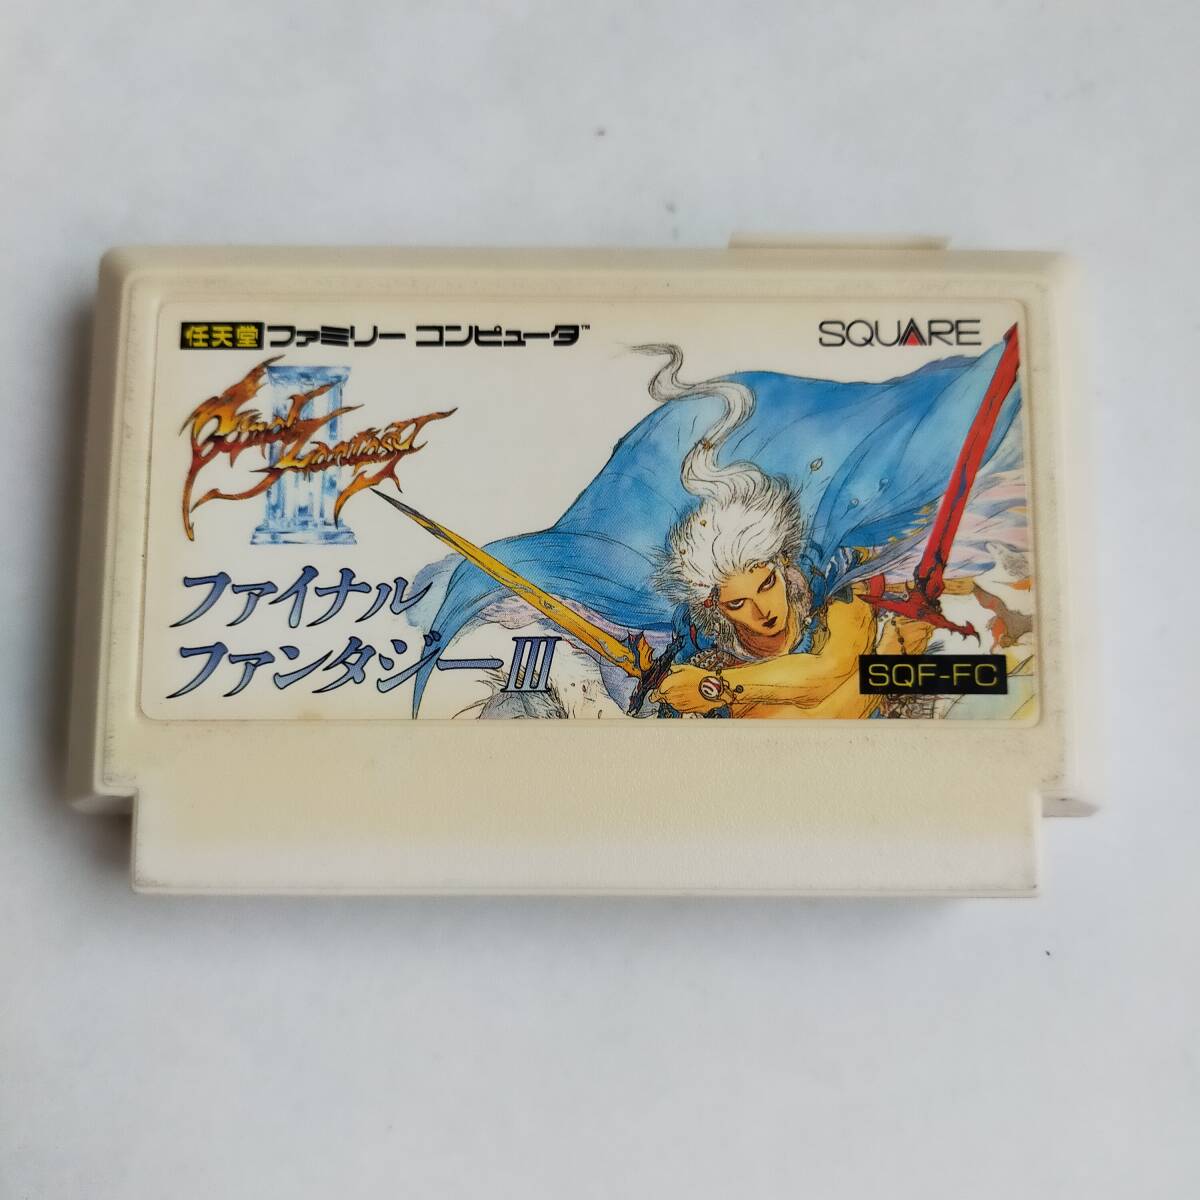 任天堂 ファミリー コンピュータ™
SQUARE
Final Fantasy III
ファイナル
ファンタジーIII
SQF-FC